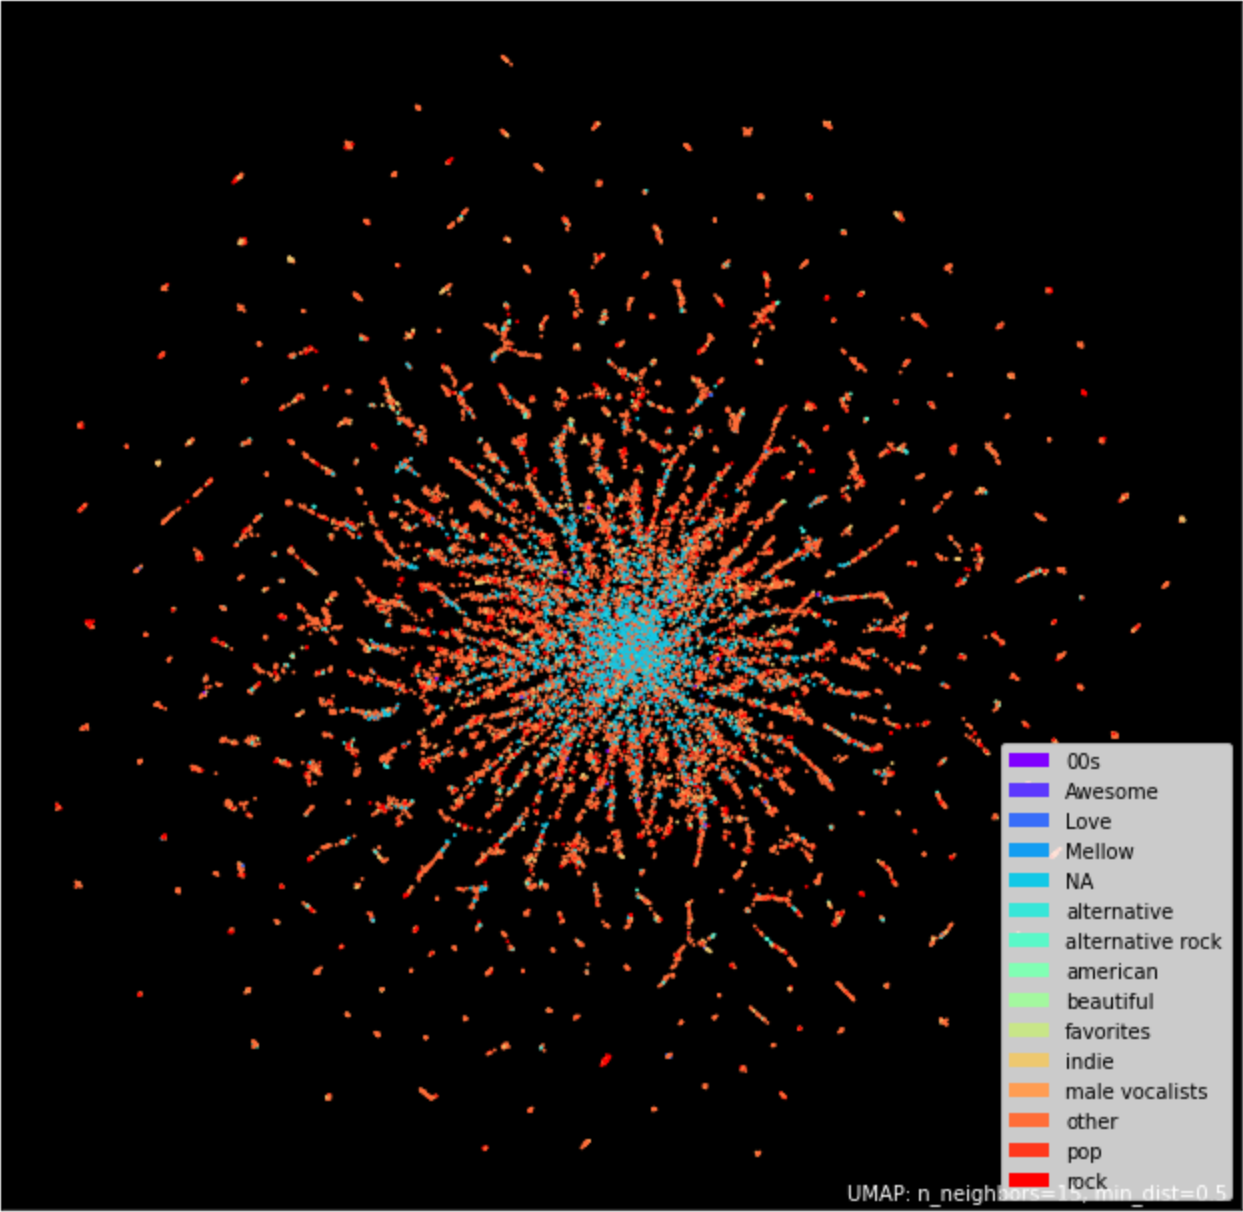 00s
Awesome
Love
Mellow
NA
alternative
alternative rock
american
beautiful
favorites
indie
male vocalists
other
pop
rock
UMAP: n_neighbors=15, min_dist=0.5